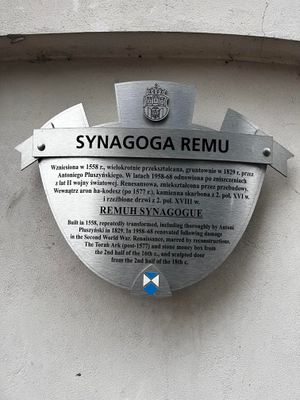 SYNAGOGA REMU
Wzniesiona w 1558 r., wielokrotnie przekształcana, gruntownie w 1829 r. przez
Antoniego Pluszyńskiego. W latach 1958-68 odnowiona po zniszczeniach
z lat II wojny światowej. Renesansowa, zniekształcona przez przebudowy.
Wewnątrz aron ha-kodesz (po 1577 r.), kamienna skarbona z 2. poł. XVI w.
i rzeźbione drzwi z 2. poł. XVIII w.
REMUH SYNAGOGUE
Built in 1558, repeatedly transformed, including thoroughly by Antoni
Pluszyński in 1829. In 1958-68 renovated following damage
in the Second World War. Renaissance, marred by reconstructions.
The Torah Ark (post-1577) and stone money box from
the 2nd half of the 16th c., and sculpted door
from the 2nd half of the 18th c.